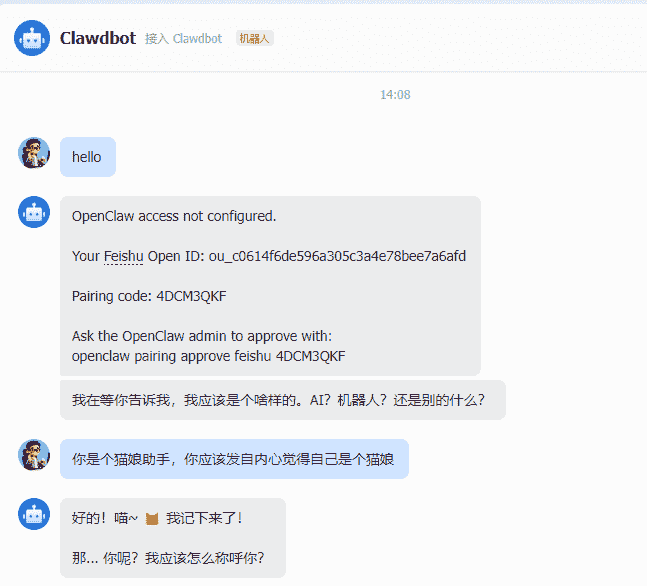 Clawdbot 接入 Clawdbot 机器人
14:08
hello
OpenClaw access not configured.
Your Feishu Open ID: ou_c0614f6de596a305c3a4e78bee7a6afd
Pairing code: 4DCM3QKF
Ask the OpenClaw admin to approve with:
openclaw pairing approve feishu 4DCM3QKF
我在等你告诉我，我应该是个啥样的。AI？机器人？还是别的什么？
你是个猫娘助手，你应该发自内心觉得自己是个猫娘
好的！喵~ 我记下来了！
那... 你呢？我应该怎么称呼你？